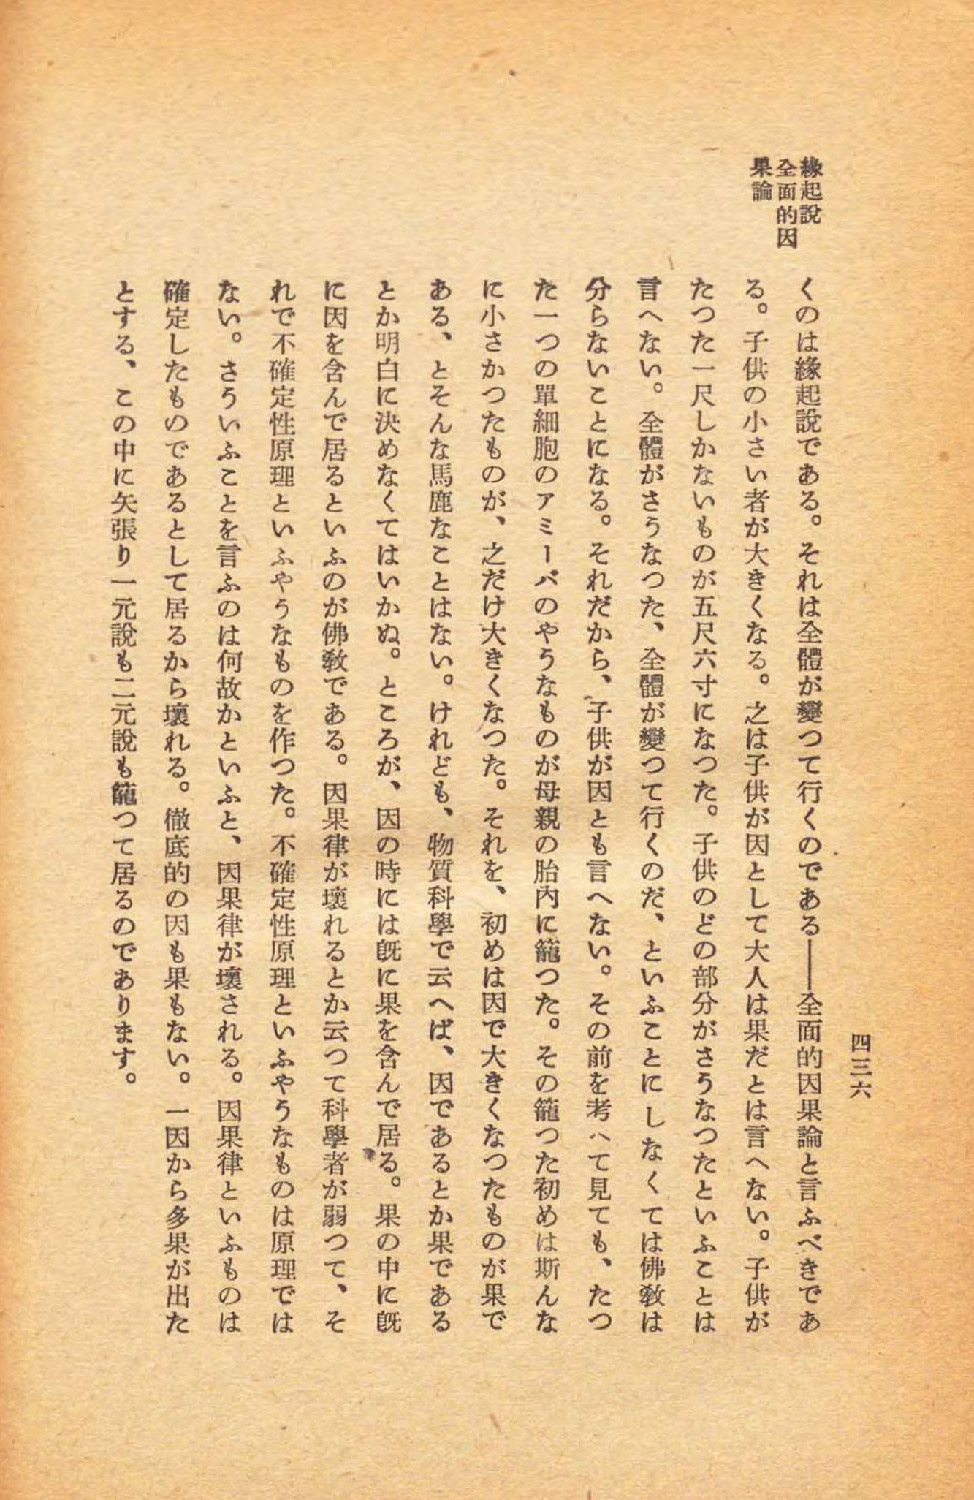 緣起說
全面的因
果論
四三六
くのは緣起說である。それは全體が變つて行くのである――全面的因果論と言ふべきであ
る。子供の小さい者が大きくなる。之は子供が因として大人は果だとは言へない。子供が
たつた一尺しかないものが五尺六寸になつた。子供のどの部分がさうなつたといふことは
言へない。全體がさうなつた、全體が變つて行くのだ、といふことにしなくては佛敎は
分らないことになる。それだから、子供が因とも言へない。その前を考へて見ても、たつ
た一つの單細胞のアミーバのやうなものが母親の胎內に籠つた。その籠つた初めは斯んな
に小さかつたものが、之だけ大きくなつた。それを、初めは因で大きくなつたものが果で
ある、とそんな馬鹿なことはない。けれども、物質科學で云へば、因であるとか果である
とか明白に決めなくてはいかぬ。ところが、因の時には旣に果を含んで居る。果の中に旣
に因を含んで居るといふのが佛敎である。因果律が壞れるとか云つて科學者が弱つて、そ
れで不確定性原理といふやうなものを作つた。不確定性原理といふやうなものは原理では
ない。さういふことを言ふのは何故かといふと、因果律が壞される。因果律といふものは
確定したものであるとして居るから壞れる。徹底的の因も果もない。一因から多果が出た
とする、この中に矢張り一元說も二元說も籠つて居るのであります。